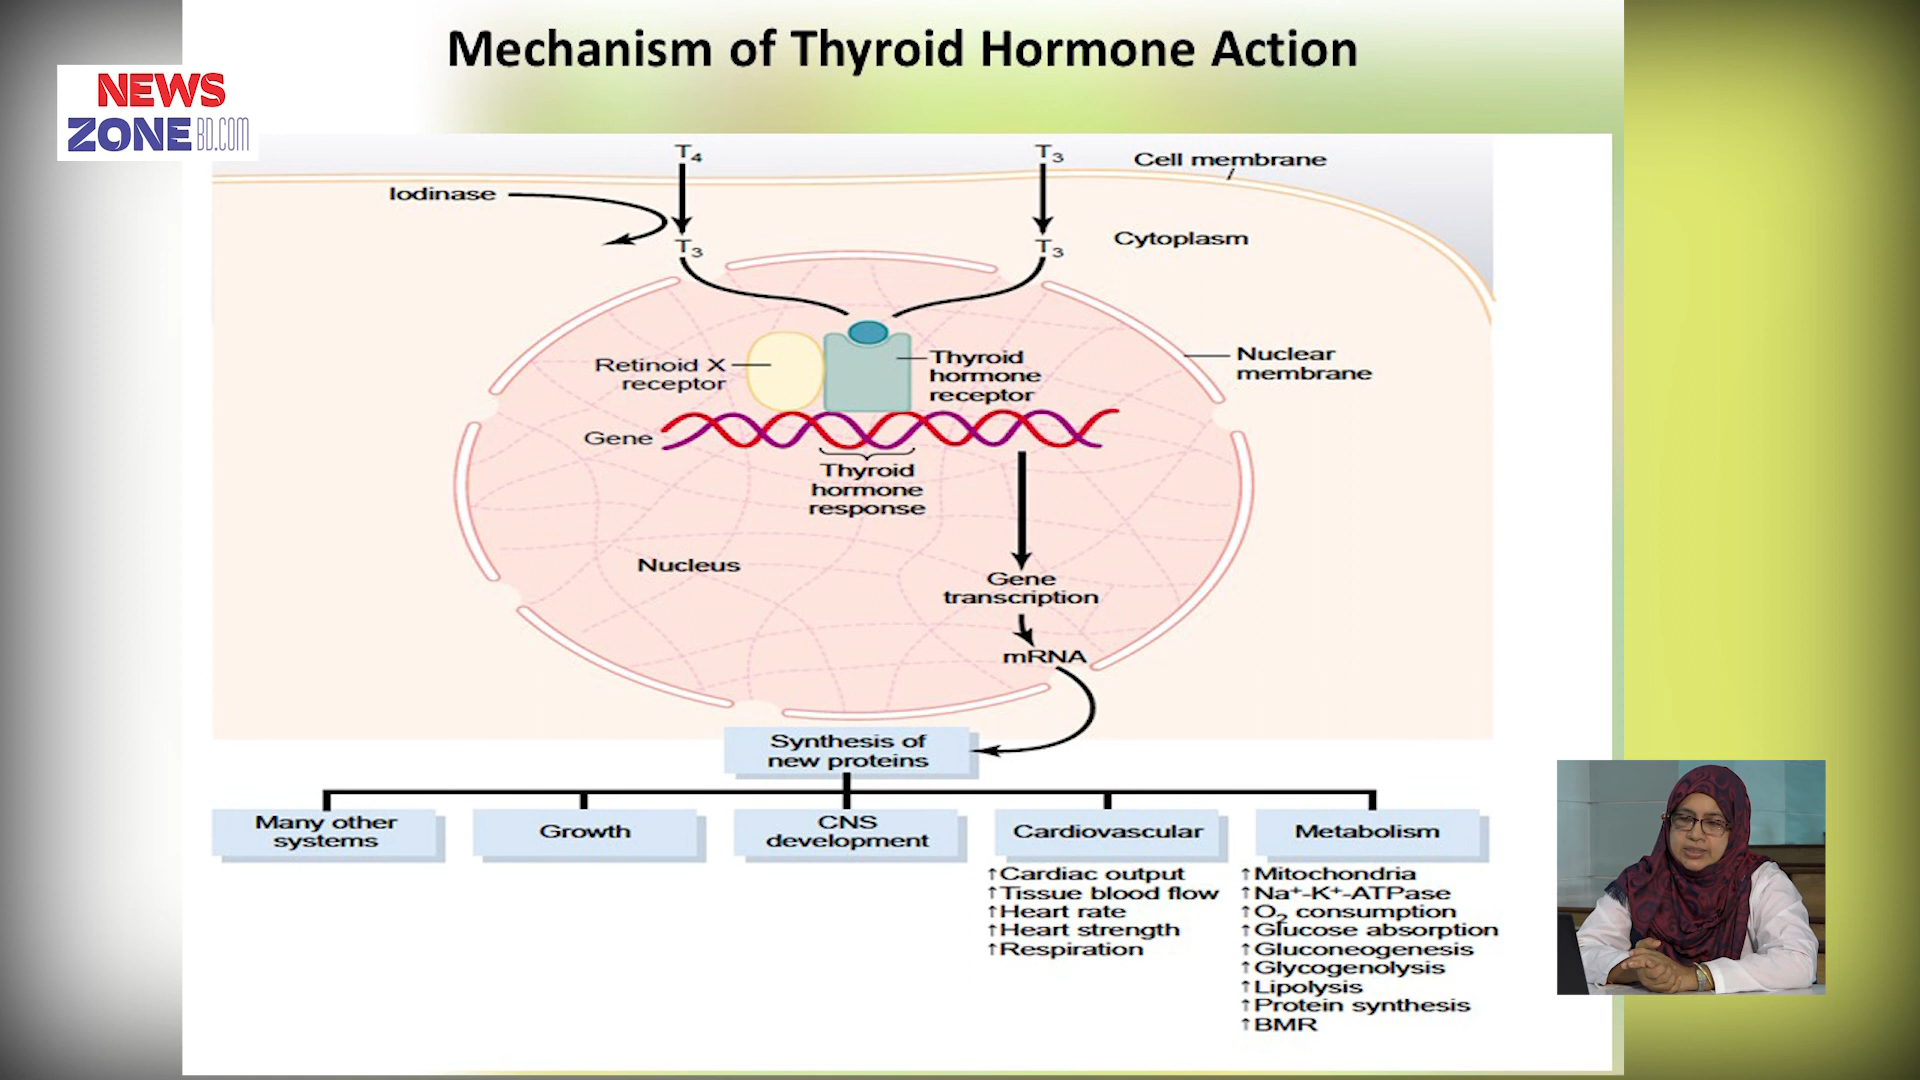 Mechanism of Thyroid Hormone Action
NEWS
ZONE BD.COM
T4
T3
Cell membrane
Iodinase
T3
T3
Cytoplasm
Retinoid X
receptor
Thyroid
hormone
receptor
Nuclear
membrane
Gene
Thyroid
hormone
response
Nucleus
Gene
transcription
mRNA
Synthesis of
new proteins
Many other
systems
Growth
CNS
development
Cardiovascular
↑Cardiac output
↑Tissue blood flow
↑Heart rate
↑Heart strength
↑Respiration
Metabolism
↑Mitochondria
↑Na⁺-K⁺-ATPase
↑O₂ consumption
↑Glucose absorption
↑Gluconeogenesis
↑Glycogenolysis
↑Lipolysis
↑Protein synthesis
↑BMR